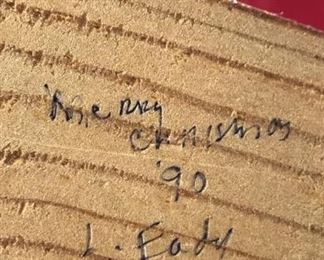 Merry
Christmas
'90
L. Eady